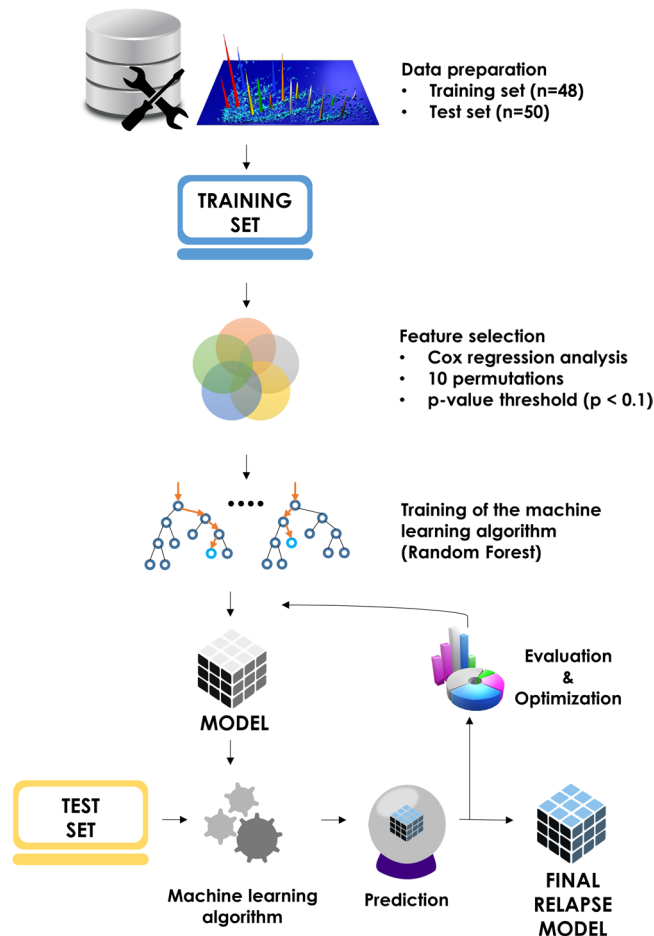 Data preparation
• Training set (n=48)
• Test set (n=50)
TRAINING
SET
Feature selection
• Cox regression analysis
• 10 permutations
• p-value threshold (p < 0.1)
Training of the machine
learning algorithm
(Random Forest)
Evaluation
&
Optimization
MODEL
TEST
SET
Machine learning
algorithm
Prediction
FINAL
RELAPSE
MODEL